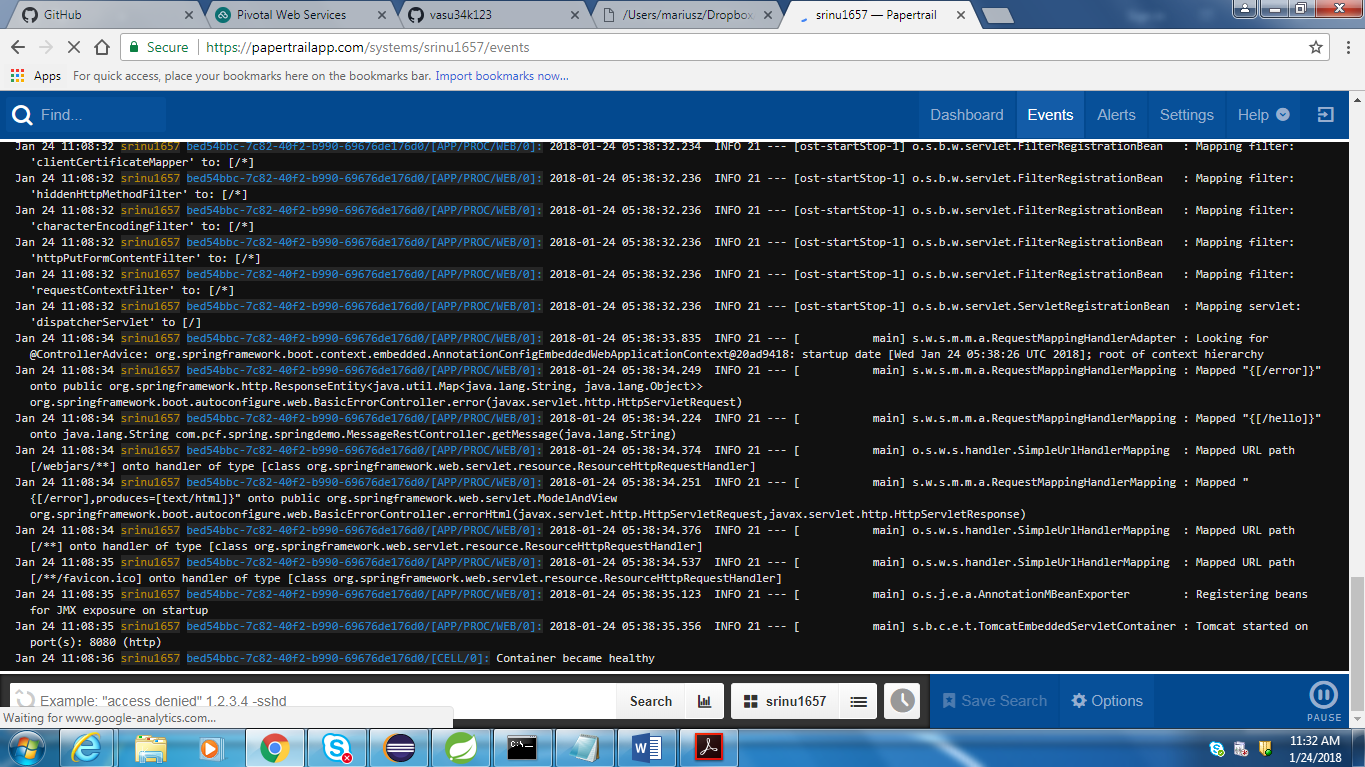 GitHub
Pivotal Web Services
vasu34k123
/Users/mariusz/Dropbox
srinu1657 — Papertrail
Secure
https://papertrailapp.com/systems/srinu1657/events
Apps For quick access, place your bookmarks here on the bookmarks bar. Import bookmarks now...
Find... Dashboard Events Alerts Settings Help
Jan 24 11:08:32 srinu1657 bed54bbc-7c82-40f2-b990-69676de176d0/[APP/PROC/WEB/0]: 2018-01-24 05:38:32.234 INFO 21 --- [ost-startStop-1] o.s.b.w.servlet.FilterRegistrationBean : Mapping filter:
'clientCertificateMapper' to: [/*]
Jan 24 11:08:32 srinu1657 bed54bbc-7c82-40f2-b990-69676de176d0/[APP/PROC/WEB/0]: 2018-01-24 05:38:32.236 INFO 21 --- [ost-startStop-1] o.s.b.w.servlet.FilterRegistrationBean : Mapping filter:
'hiddenHttpMethodFilter' to: [/*]
Jan 24 11:08:32 srinu1657 bed54bbc-7c82-40f2-b990-69676de176d0/[APP/PROC/WEB/0]: 2018-01-24 05:38:32.236 INFO 21 --- [ost-startStop-1] o.s.b.w.servlet.FilterRegistrationBean : Mapping filter:
'characterEncodingFilter' to: [/*]
Jan 24 11:08:32 srinu1657 bed54bbc-7c82-40f2-b990-69676de176d0/[APP/PROC/WEB/0]: 2018-01-24 05:38:32.236 INFO 21 --- [ost-startStop-1] o.s.b.w.servlet.FilterRegistrationBean : Mapping filter:
'httpPutFormContentFilter' to: [/*]
Jan 24 11:08:32 srinu1657 bed54bbc-7c82-40f2-b990-69676de176d0/[APP/PROC/WEB/0]: 2018-01-24 05:38:32.236 INFO 21 --- [ost-startStop-1] o.s.b.w.servlet.FilterRegistrationBean : Mapping filter:
'requestContextFilter' to: [/*]
Jan 24 11:08:32 srinu1657 bed54bbc-7c82-40f2-b990-69676de176d0/[APP/PROC/WEB/0]: 2018-01-24 05:38:32.236 INFO 21 --- [ost-startStop-1] o.s.b.w.servlet.ServletRegistrationBean : Mapping servlet:
'dispatcherServlet' to [/]
Jan 24 11:08:34 srinu1657 bed54bbc-7c82-40f2-b990-69676de176d0/[APP/PROC/WEB/0]: 2018-01-24 05:38:33.835 INFO 21 --- [ main] s.w.s.m.m.a.RequestMappingHandlerAdapter : Looking for
@ControllerAdvice: org.springframework.boot.context.embedded.AnnotationConfigEmbeddedWebApplicationContext@20ad9418: startup date [Wed Jan 24 05:38:26 UTC 2018]; root of context hierarchy
Jan 24 11:08:34 srinu1657 bed54bbc-7c82-40f2-b990-69676de176d0/[APP/PROC/WEB/0]: 2018-01-24 05:38:34.249 INFO 21 --- [ main] s.w.s.m.m.a.RequestMappingHandlerMapping : Mapped "{[/error]}"
onto public org.springframework.http.ResponseEntity<java.util.Map<java.lang.String, java.lang.Object>>
org.springframework.boot.autoconfigure.web.BasicErrorController.error(javax.servlet.http.HttpServletRequest)
Jan 24 11:08:34 srinu1657 bed54bbc-7c82-40f2-b990-69676de176d0/[APP/PROC/WEB/0]: 2018-01-24 05:38:34.224 INFO 21 --- [ main] s.w.s.m.m.a.RequestMappingHandlerMapping : Mapped "{[/hello]}"
onto java.lang.String com.pcf.spring.springdemo.MessageRestController.getMessage(java.lang.String)
Jan 24 11:08:34 srinu1657 bed54bbc-7c82-40f2-b990-69676de176d0/[APP/PROC/WEB/0]: 2018-01-24 05:38:34.374 INFO 21 --- [ main] o.s.w.s.handler.SimpleUrlHandlerMapping : Mapped URL path
[/webjars/**] onto handler of type [class org.springframework.web.servlet.resource.ResourceHttpRequestHandler]
Jan 24 11:08:34 srinu1657 bed54bbc-7c82-40f2-b990-69676de176d0/[APP/PROC/WEB/0]: 2018-01-24 05:38:34.251 INFO 21 --- [ main] s.w.s.m.m.a.RequestMappingHandlerMapping : Mapped "
{[/error],produces=[text/html]}" onto public org.springframework.web.servlet.ModelAndView
org.springframework.boot.autoconfigure.web.BasicErrorController.errorHtml(javax.servlet.http.HttpServletRequest,javax.servlet.http.HttpServletResponse)
Jan 24 11:08:34 srinu1657 bed54bbc-7c82-40f2-b990-69676de176d0/[APP/PROC/WEB/0]: 2018-01-24 05:38:34.376 INFO 21 --- [ main] o.s.w.s.handler.SimpleUrlHandlerMapping : Mapped URL path
[/**] onto handler of type [class org.springframework.web.servlet.resource.ResourceHttpRequestHandler]
Jan 24 11:08:35 srinu1657 bed54bbc-7c82-40f2-b990-69676de176d0/[APP/PROC/WEB/0]: 2018-01-24 05:38:34.537 INFO 21 --- [ main] o.s.w.s.handler.SimpleUrlHandlerMapping : Mapped URL path
[/**/favicon.ico] onto handler of type [class org.springframework.web.servlet.resource.ResourceHttpRequestHandler]
Jan 24 11:08:35 srinu1657 bed54bbc-7c82-40f2-b990-69676de176d0/[APP/PROC/WEB/0]: 2018-01-24 05:38:35.123 INFO 21 --- [ main] o.s.j.e.a.AnnotationMBeanExporter : Registering beans
for JMX exposure on startup
Jan 24 11:08:35 srinu1657 bed54bbc-7c82-40f2-b990-69676de176d0/[APP/PROC/WEB/0]: 2018-01-24 05:38:35.356 INFO 21 --- [ main] s.b.c.e.t.TomcatEmbeddedServletContainer : Tomcat started on
port(s): 8080 (http)
Jan 24 11:08:36 srinu1657 bed54bbc-7c82-40f2-b990-69676de176d0/[CELL/0]: Container became healthy
Example: "access denied" 1.2.3.4 -sshd Search srinu1657 Save Search Options
PAUSE
Waiting for www.google-analytics.com...
11:32 AM
1/24/2018